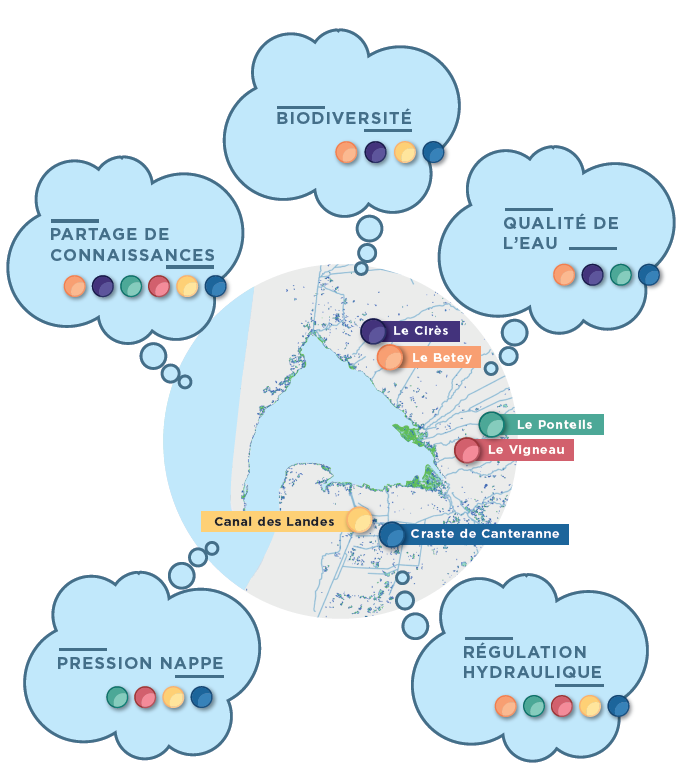 BIODIVERSITÉ
PARTAGE DE
CONNAISSANCES
QUALITÉ DE
L'EAU
Le Cirès
Le Betey
Le Ponteils
Le Vigneau
Canal des Landes
Craste de Canteranne
PRESSION NAPPE
RÉGULATION
HYDRAULIQUE